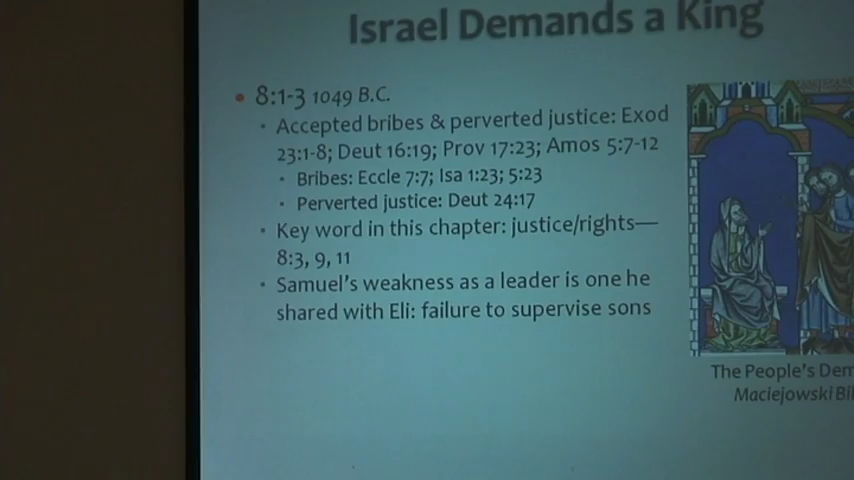 Israel Demands a King
• 8:1-3 1049 B.C.
• Accepted bribes & perverted justice: Exod
23:1-8; Deut 16:19; Prov 17:23; Amos 5:7-12
• Bribes: Eccle 7:7; Isa 1:23; 5:23
• Perverted justice: Deut 24:17
• Key word in this chapter: justice/rights—
8:3, 9, 11
• Samuel's weakness as a leader is one he
shared with Eli: failure to supervise sons
The People's Dem
Maciejowski Bi